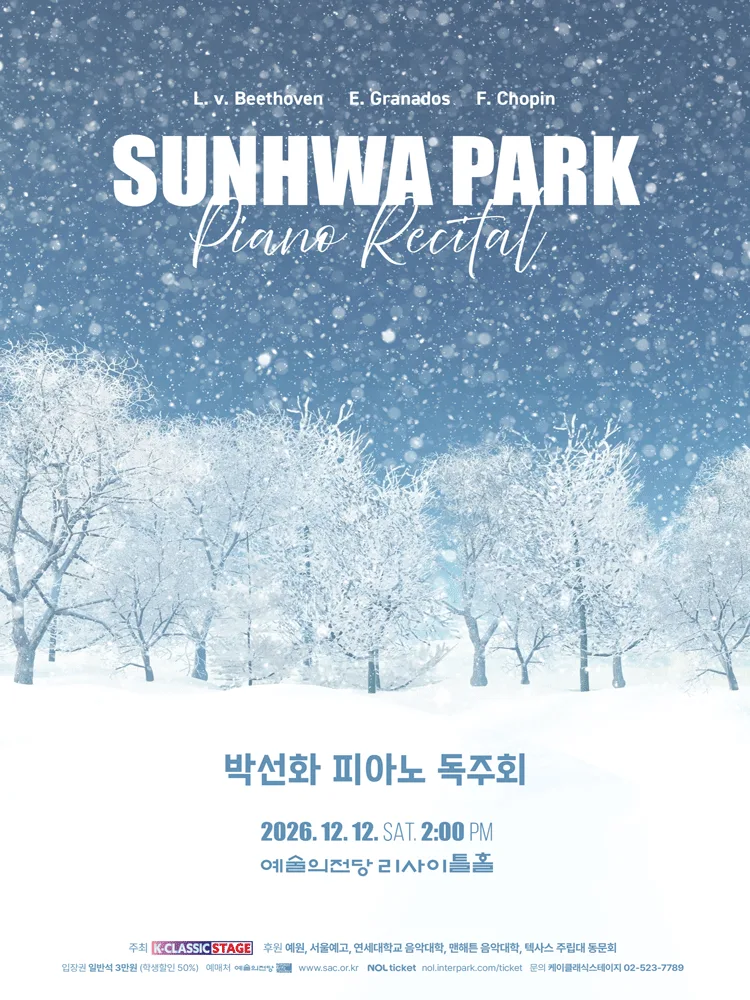 L. v. Beethoven E. Granados F. Chopin
SUNHWA PARK
Piano Recital
박선화 피아노 독주회
2026. 12. 12. SAT. 2:00 PM
예술의전당 리사이틀홀
주최 K-CLASSIC STAGE 후원 예원, 서울예고, 연세대학교 음악대학, 맨해튼 음악대학, 텍사스 주립대 동문회
입장권 일반석 3만원 (학생할인 50%) 예매처 예술의전당 www.sac.or.kr NOL ticket nol.interpark.com/ticket 문의 케이클래식스테이지 02-523-7789